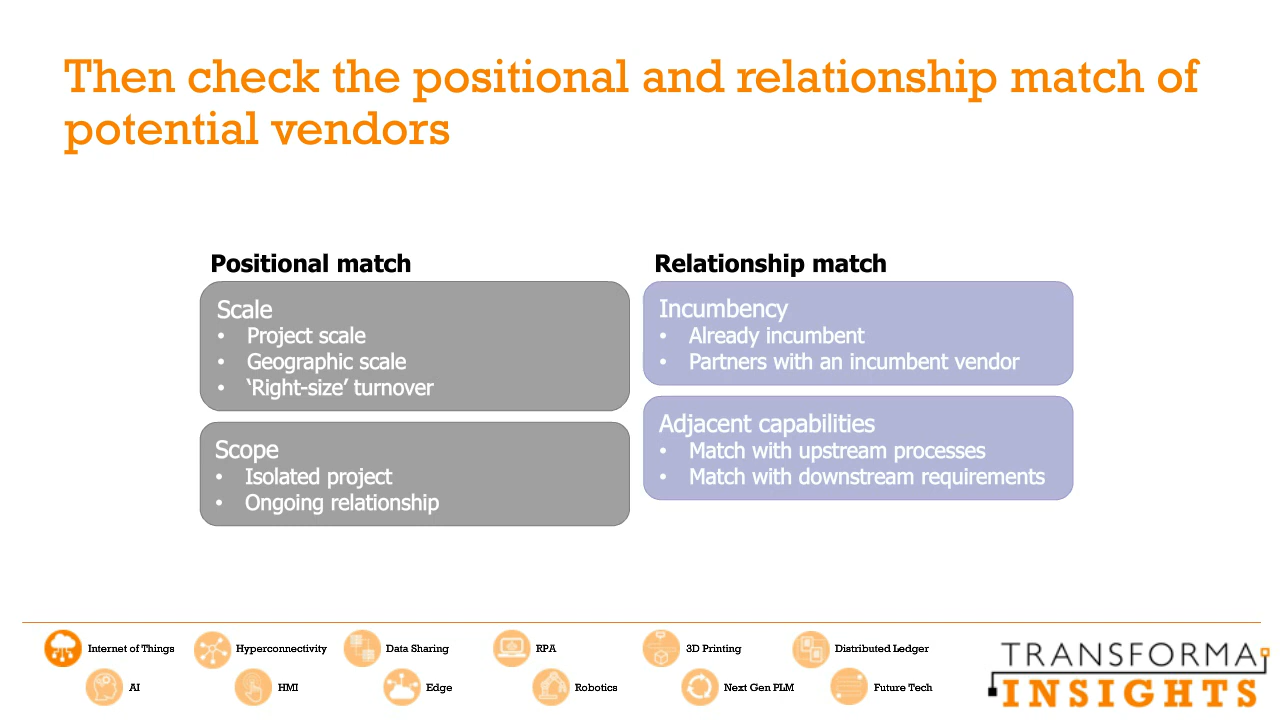 Then check the positional and relationship match of
potential vendors
Positional match
Scale
• Project scale
• Geographic scale
• ‘Right-size’ turnover
Scope
• Isolated project
• Ongoing relationship
Relationship match
Incumbency
• Already incumbent
• Partners with an incumbent vendor
Adjacent capabilities
• Match with upstream processes
• Match with downstream requirements
Internet of Things
Hyperconnectivity
Data Sharing
RPA
3D Printing
Distributed Ledger
AI
HMI
Edge
Robotics
Next Gen PLM
Future Tech
TRANSFORMA
INSIGHTS